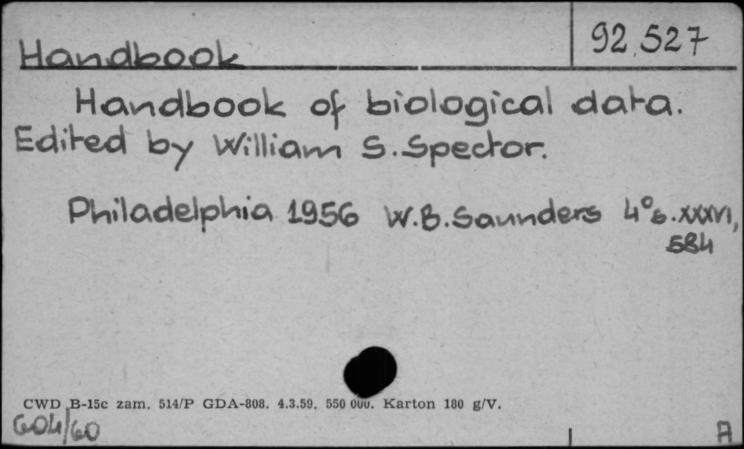 92.527
Handbook
Handbook of biological data.
Edited by William S. Spector.
Philadelphia 1956 W.B. Saunders 4° s. XXXVI,
584
CWD B-15c zam. 514/P GDA-808. 4.3.59. 550 000. Karton 180 g/V.
604/60
A